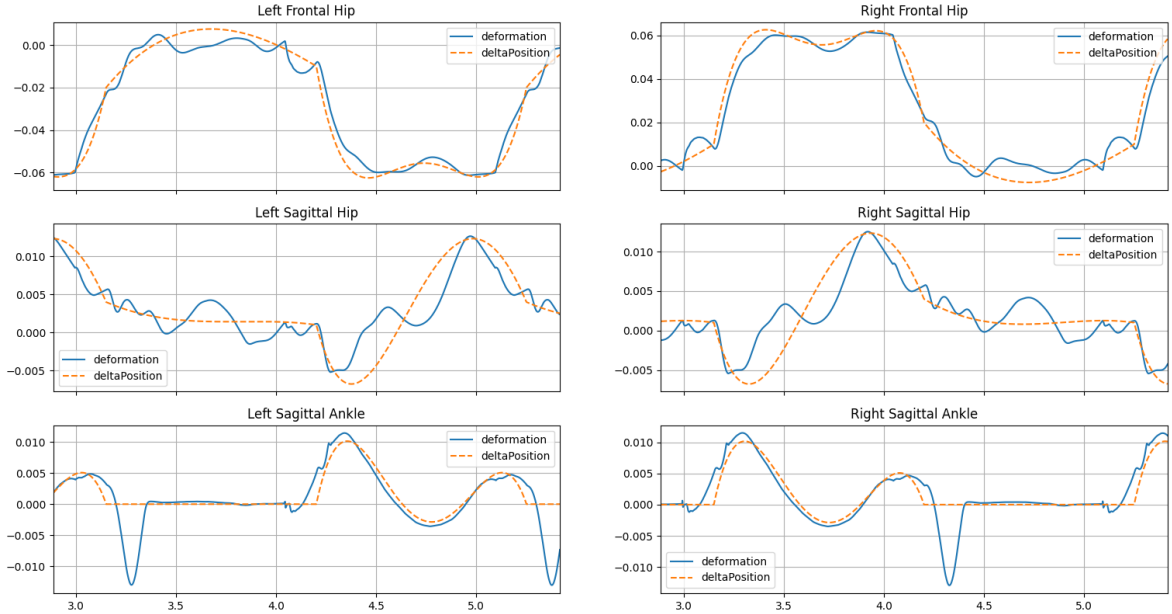 Left Frontal Hip
0.00
−0.02
−0.04
−0.06
deformation
deltaPosition
Right Frontal Hip
0.06
0.04
0.02
0.00
deformation
deltaPosition
Left Sagittal Hip
0.010
0.005
0.000
−0.005
deformation
deltaPosition
Right Sagittal Hip
0.010
0.005
0.000
−0.005
deformation
deltaPosition
Left Sagittal Ankle
0.010
0.005
0.000
−0.005
−0.010
deformation
deltaPosition
3.0 3.5 4.0 4.5 5.0
Right Sagittal Ankle
0.010
0.005
0.000
−0.005
−0.010
deformation
deltaPosition
3.0 3.5 4.0 4.5 5.0